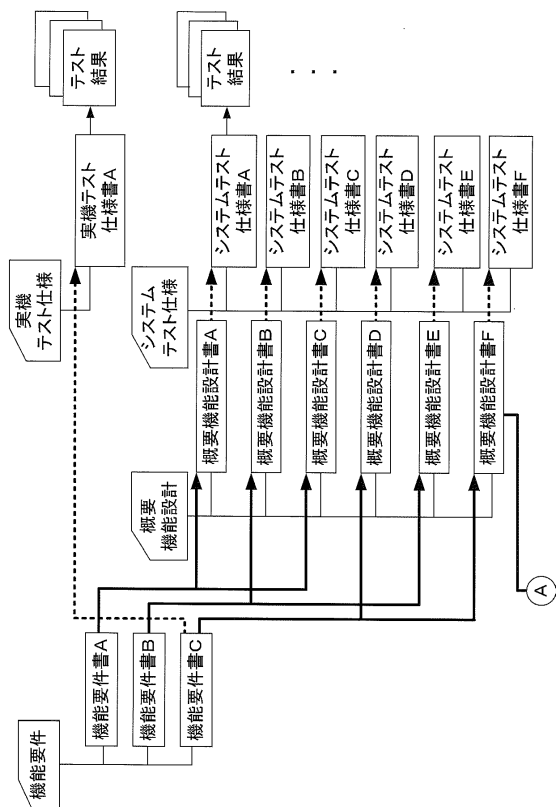 機能要件
機能要件書A
機能要件書B
機能要件書C
概要
機能設計
概要機能設計書A
概要機能設計書B
概要機能設計書C
概要機能設計書D
概要機能設計書E
概要機能設計書F
A
実機
テスト仕様
実機テスト
仕様書A
テスト
結果
システム
テスト仕様
システムテスト
仕様書A
システムテスト
仕様書B
システムテスト
仕様書C
システムテスト
仕様書D
システムテスト
仕様書E
システムテスト
仕様書F
テスト
結果
・・・